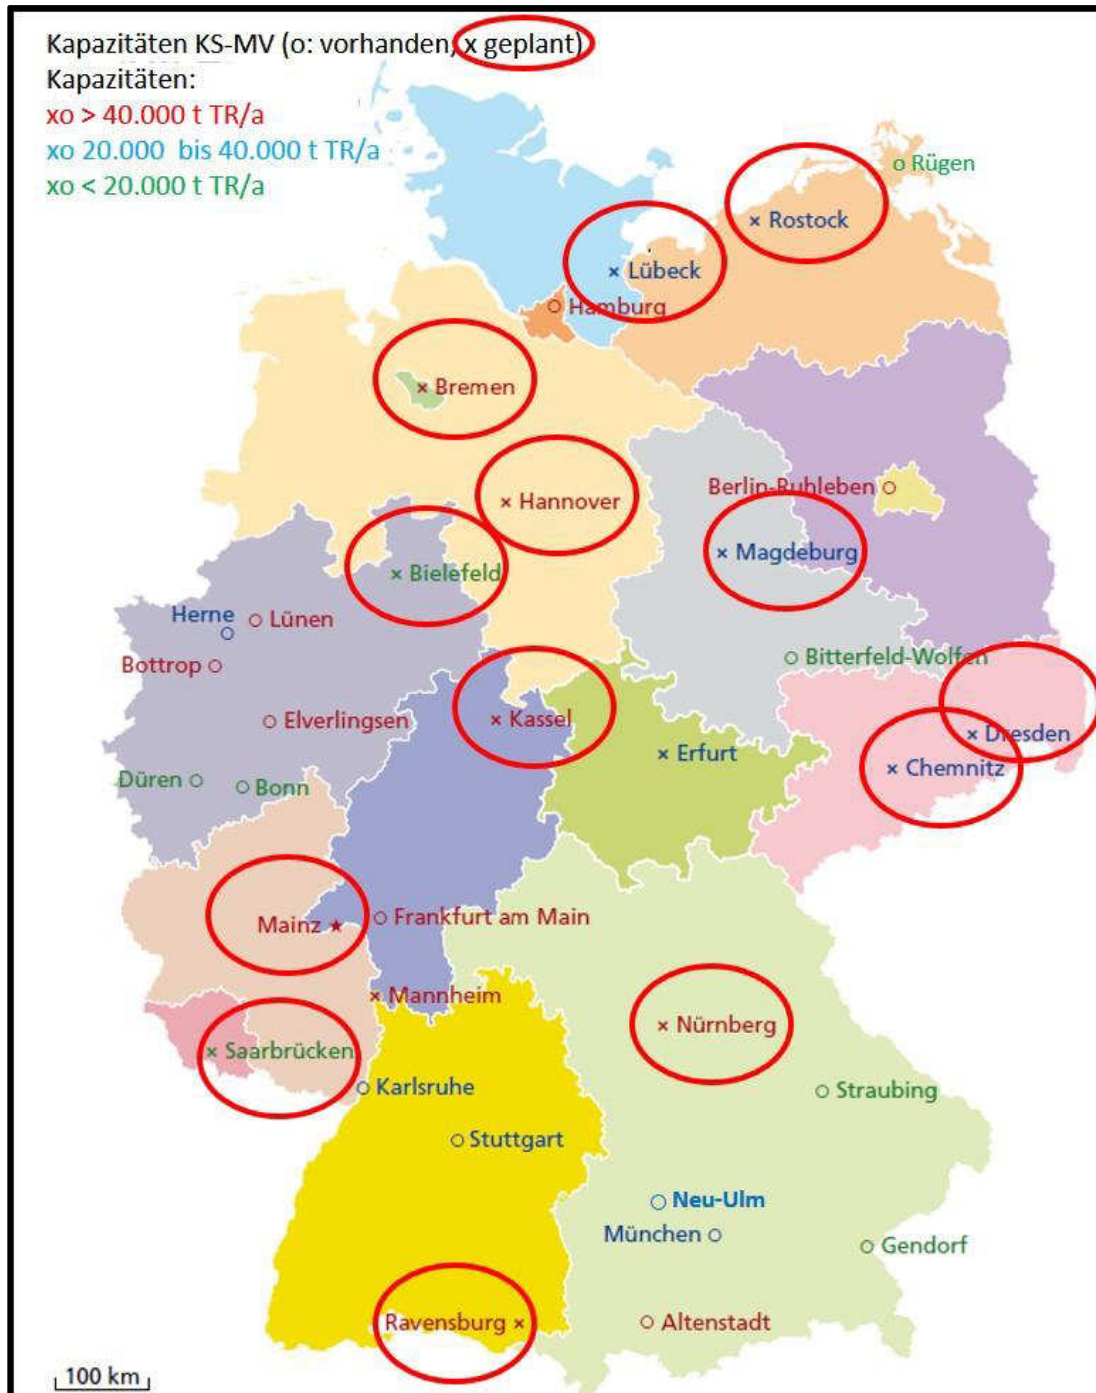 Kapazitäten KS-MV (o: vorhanden, x geplant)
Kapazitäten:
xo > 40.000 t TR/a
xo 20.000 bis 40.000 t TR/a
xo < 20.000 t TR/a
o Rügen
× Rostock
× Lübeck
○ Hamburg
× Bremen
Berlin-Ruhleben ○
× Hannover
× Magdeburg
× Bielefeld
Herne
○
○ Lünen
Bottrop ○
○ Bitterfeld-Wolfen
○ Elverlingsen
× Kassel
× Dresden
× Erfurt
× Chemnitz
Düren ○
○ Bonn
Mainz ★
○ Frankfurt am Main
× Mannheim
× Nürnberg
× Saarbrücken
○ Karlsruhe
○ Straubing
○ Stuttgart
○ Neu-Ulm
München ○
○ Gendorf
Ravensburg ×
○ Altenstadt
100 km